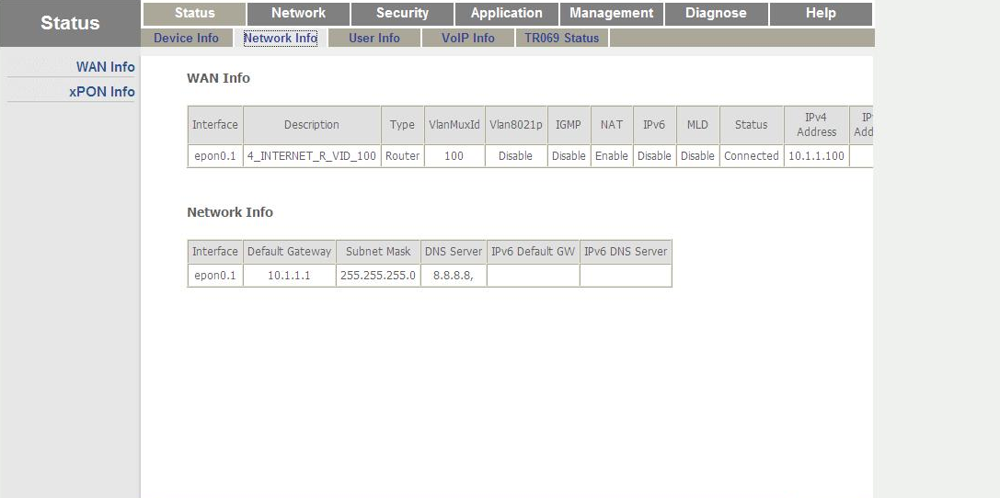 Status
Status Network Security Application Management Diagnose Help
Device Info Network Info User Info VoIP Info TR069 Status
WAN Info
xPON Info
WAN Info
Interface Description Type VlanMuxId Vlan8021p IGMP NAT IPv6 MLD Status IPv4 Address
epon0.1 4_INTERNET_R_VID_100 Router 100 Disable Disable Enable Disable Disable Connected 10.1.1.100
Network Info
Interface Default Gateway Subnet Mask DNS Server IPv6 Default GW IPv6 DNS Server
epon0.1 10.1.1.1 255.255.255.0 8.8.8.8,